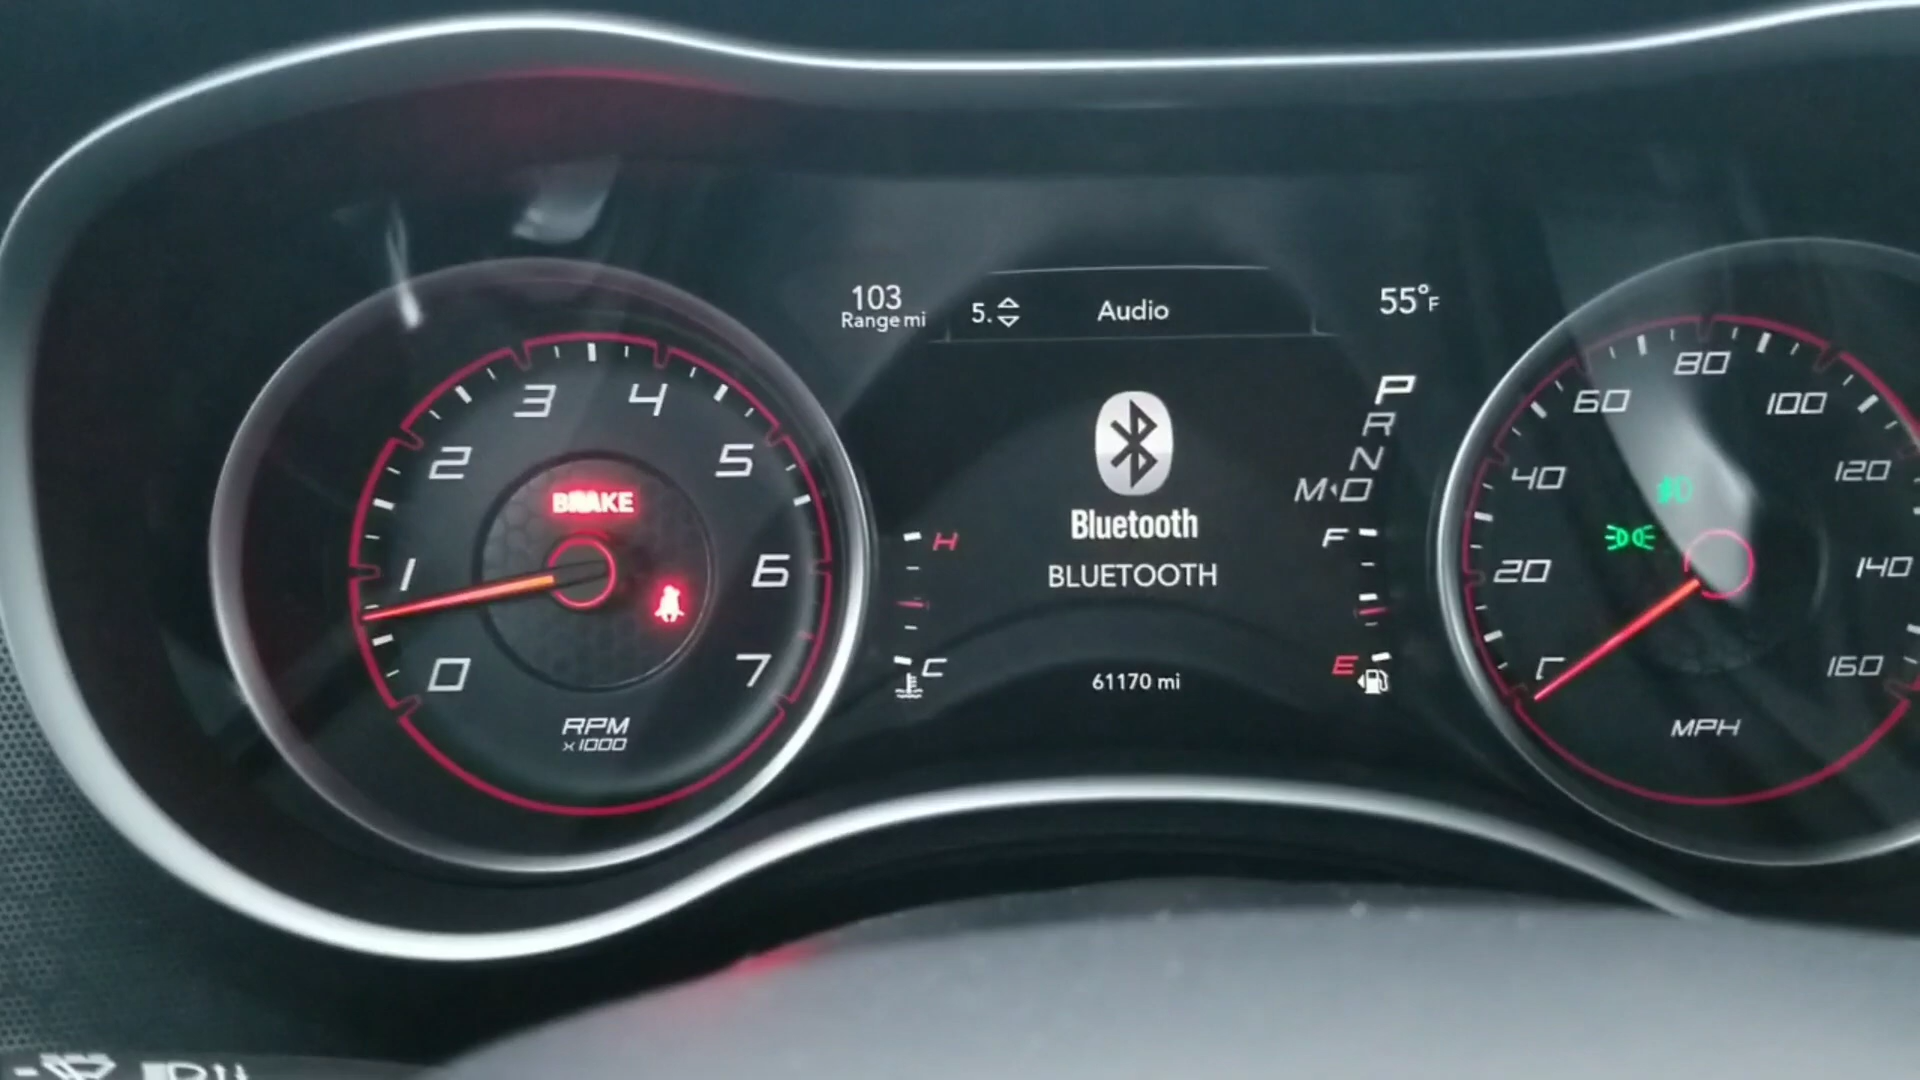 103
Range mi
5.
Audio
55°F
Bluetooth
BLUETOOTH
61170 mi
P
R
N
M D
F
E
H
C
BRAKE
0
1
2
3
4
5
6
7
RPM
x1000
20
40
60
80
100
120
140
160
MPH